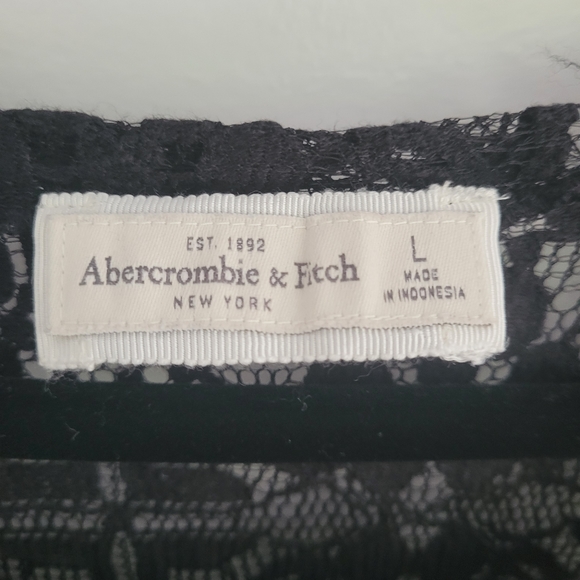 EST. 1892
Abercrombie & Fitch
NEW YORK
L
MADE
IN INDONESIA